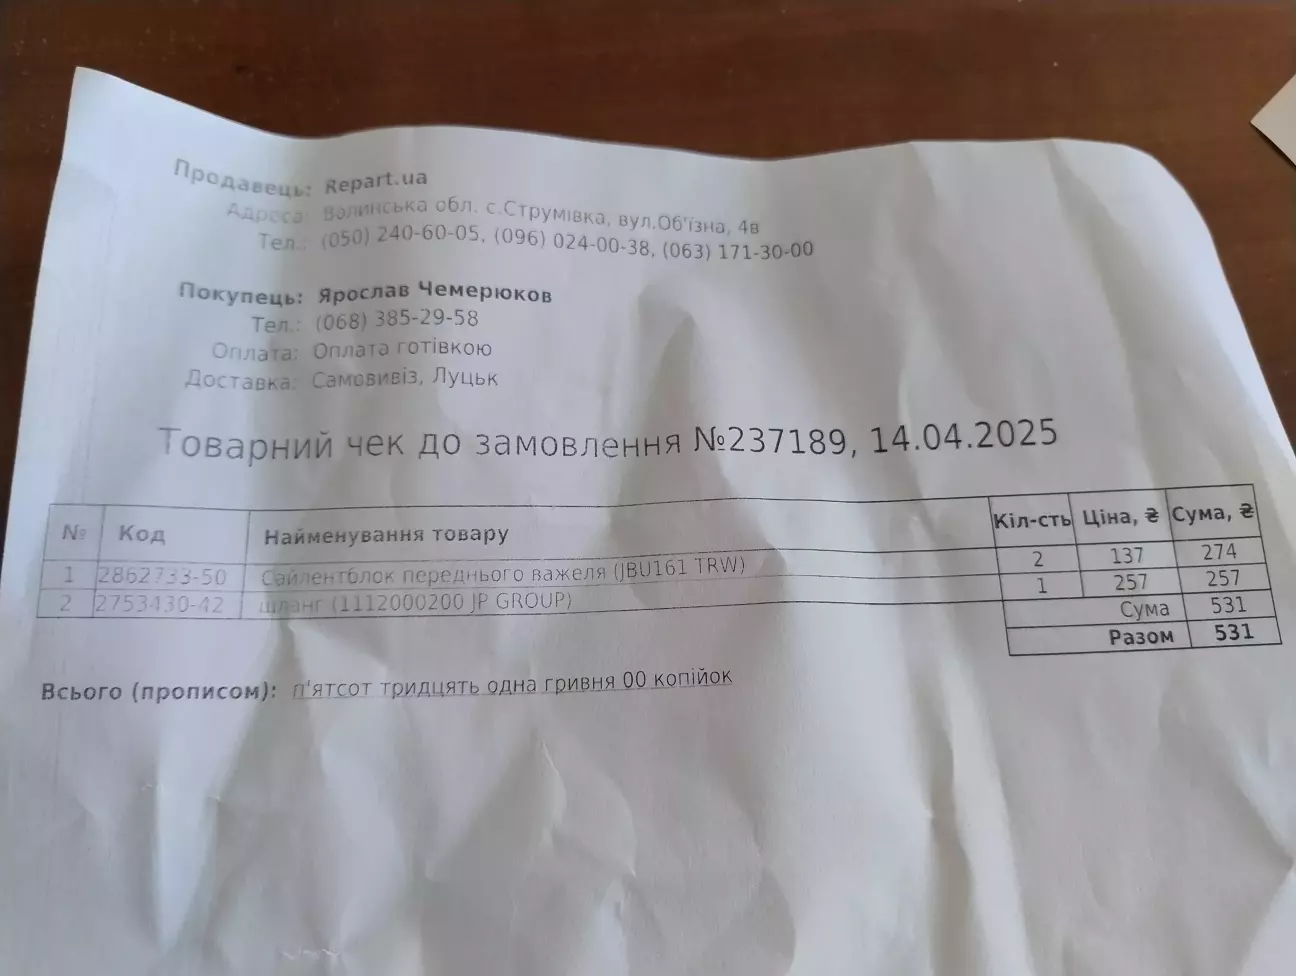 Продавець: Repart.ua
Адреса: Волинська обл. с.Струмівка, вул.Об'їзна, 4в
Тел.: (050) 240-60-05, (096) 024-00-38, (063) 171-30-00
Покупець: Ярослав Чемерюков
Тел.: (068) 385-29-58
Оплата: Оплата готівкою
Доставка: Самовивіз, Луцьк
Товарний чек до замовлення №237189, 14.04.2025
№ Код Найменування товару Кіл-сть Ціна, ₴ Сума, ₴
1 2862733-50 Сайлентблок переднього важеля (JBU161 TRW) 2 137 274
2 2753430-42 шланг (1112000200 JP GROUP) 1 257 257
Сума 531
Разом 531
Всього (прописом): п'ятсот тридцять одна гривня 00 копійок